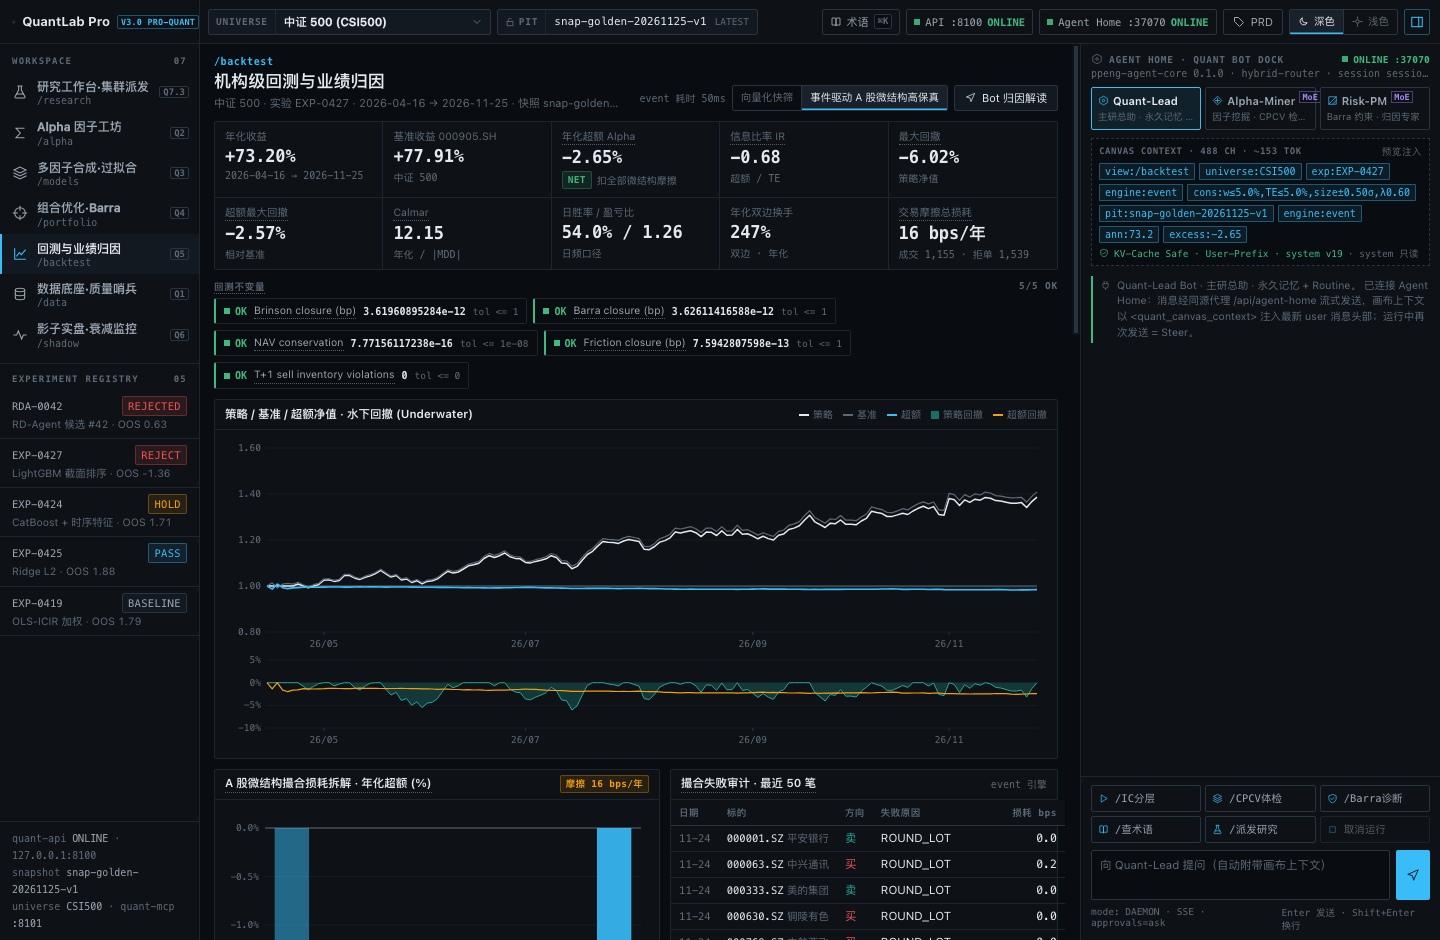 QuantLab Pro V3.0 PRO-QUANT
UNIVERSE 中证 500 (CSI500)
PIT snap-golden-20261125-v1 LATEST
术语 ⌘K
API :8100 ONLINE
Agent Home :37070 ONLINE
PRD
深色 浅色
WORKSPACE 07
研究工作台·集群派发 Q7.3
/research
Alpha 因子工坊 Q2
/alpha
多因子合成·过拟合 Q3
/models
组合优化·Barra Q4
/portfolio
回测与业绩归因 Q5
/backtest
数据底座·质量哨兵 Q1
/data
影子实盘·衰减监控 Q6
/shadow
EXPERIMENT REGISTRY 05
RDA-0042 REJECTED
RD-Agent 候选 #42 · OOS 0.63
EXP-0427 REJECT
LightGBM 截面排序 · OOS -1.36
EXP-0424 HOLD
CatBoost + 时序特征 · OOS 1.71
EXP-0425 PASS
Ridge L2 · OOS 1.88
EXP-0419 BASELINE
OLS-ICIR 加权 · OOS 1.79
quant-api ONLINE ·
127.0.0.1:8100
snapshot snap-golden-
20261125-v1
universe CSI500 · quant-mcp
:8101
/backtest
机构级回测与业绩归因
中证 500 · 实验 EXP-0427 · 2026-04-16 → 2026-11-25 · 快照 snap-golden...
event 耗时 50ms
向量化快筛 事件驱动 A 股微结构高保真
Bot 归因解读
年化收益
+73.20%
2026-04-16 → 2026-11-25
基准收益 000905.SH
+77.91%
中证 500
年化超额 Alpha
−2.65%
NET 扣全部微结构摩擦
信息比率 IR
−0.68
超额 / TE
最大回撤
−6.02%
策略净值
超额最大回撤
−2.57%
相对基准
Calmar
12.15
年化 / |MDD|
日胜率 / 盈亏比
54.0% / 1.26
日频口径
年化双边换手
247%
双边 · 年化
交易摩擦总损耗
16 bps/年
成交 1,155 · 拒单 1,539
回测不变量 5/5 OK
OK Brinson closure (bp) 3.61960895284e-12 tol <= 1
OK Barra closure (bp) 3.62611416588e-12 tol <= 1
OK NAV conservation 7.77156117238e-16 tol <= 1e-08
OK Friction closure (bp) 7.5942807598e-13 tol <= 1
OK T+1 sell inventory violations 0 tol <= 0
策略 / 基准 / 超额净值 · 水下回撤 (Underwater)
策略 基准 超额 策略回撤 超额回撤
1.60
1.40
1.20
1.00
0.80
26/05 26/07 26/09 26/11
5%
0%
−5%
−10%
26/05 26/07 26/09 26/11
A 股微结构撮合损耗拆解 · 年化超额 (%) 摩擦 16 bps/年
0.0%
−0.5%
−1.0%
撮合失败审计 · 最近 50 笔 event 引擎
日期 标的 方向 失败原因 损耗 bps
11-24 000001.SZ 平安银行 卖 ROUND_LOT 0.0
11-24 000063.SZ 中兴通讯 买 ROUND_LOT 0.2
11-24 000333.SZ 美的集团 卖 ROUND_LOT 0.0
11-24 000630.SZ 铜陵有色 买 ROUND_LOT 0.0
AGENT HOME · QUANT BOT DOCK ONLINE :37070
ppeng-agent-core 0.1.0 · hybrid-router · session sessio…
Quant-Lead
主研总助 · 永久记忆 ...
Alpha-Miner MoE
因子挖掘 · CPCV 检...
Risk-PM MoE
Barra 约束 · 归因专家
CANVAS CONTEXT · 488 CH · ~153 TOK 预览注入
view:/backtest universe:CSI500 exp:EXP-0427
engine:event cons:w≤5.0%,TE≤5.0%,size±0.50σ,λ0.60
pit:snap-golden-20261125-v1 engine:event
ann:73.2 excess:-2.65
KV-Cache Safe · User-Prefix · system v19 · system 只读
Quant-Lead Bot · 主研总助 · 永久记忆 + Routine。 已连接 Agent
Home：消息经同源代理 /api/agent-home 流式发送，画布上下文
以 <quant_canvas_context> 注入最新 user 消息头部；运行中再
次发送 = Steer。
/IC分层 /CPCV体检 /Barra诊断
/查术语 /派发研究 取消运行
向 Quant-Lead 提问（自动附带画布上下文）
mode: DAEMON · SSE ·
approvals=ask
Enter 发送 · Shift+Enter
换行